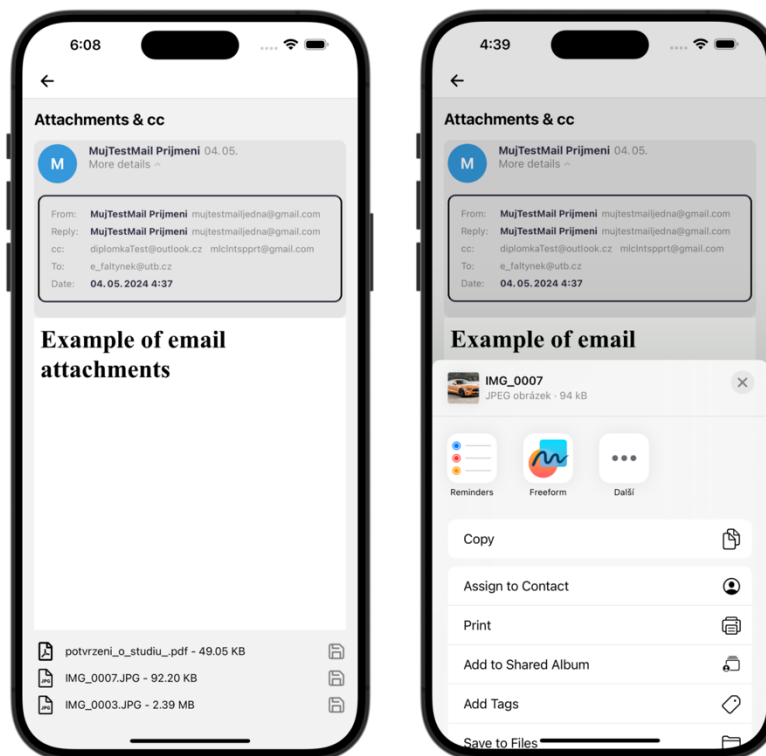 6:08
Attachments & cc
M
MujTestMail Prijmeni 04. 05.
More details
From: MujTestMail Prijmeni mujtestmailjedna@gmail.com
Reply: MujTestMail Prijmeni mujtestmailjedna@gmail.com
cc: diplomkaTest@outlook.cz mlclntspprt@gmail.com
To: e_faltynek@utb.cz
Date: 04. 05. 2024 4:37
Example of email
attachments
potvrzeni_o_studiu_.pdf - 49.05 KB
IMG_0007.JPG - 92.20 KB
IMG_0003.JPG - 2.39 MB
4:39
Attachments & cc
M
MujTestMail Prijmeni 04. 05.
More details
From: MujTestMail Prijmeni mujtestmailjedna@gmail.com
Reply: MujTestMail Prijmeni mujtestmailjedna@gmail.com
cc: diplomkaTest@outlook.cz mlclntspprt@gmail.com
To: e_faltynek@utb.cz
Date: 04. 05. 2024 4:37
Example of email
IMG_0007
JPEG obrázek · 94 kB
Reminders Freeform Další
Copy
Assign to Contact
Print
Add to Shared Album
Add Tags
Save to Files